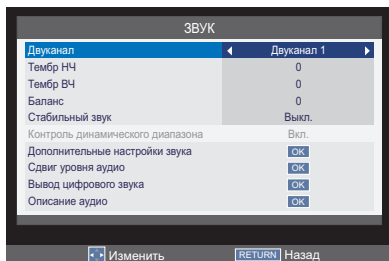 ЗВУК
Двуканал Двуканал 1
Тембр НЧ 0
Тембр ВЧ 0
Баланс 0
Стабильный звук Выкл.
Контроль динамического диапазона Вкл.
Дополнительные настройки звука OK
Сдвиг уровня аудио OK
Вывод цифрового звука OK
Описание аудио OK
Изменить RETURN Назад